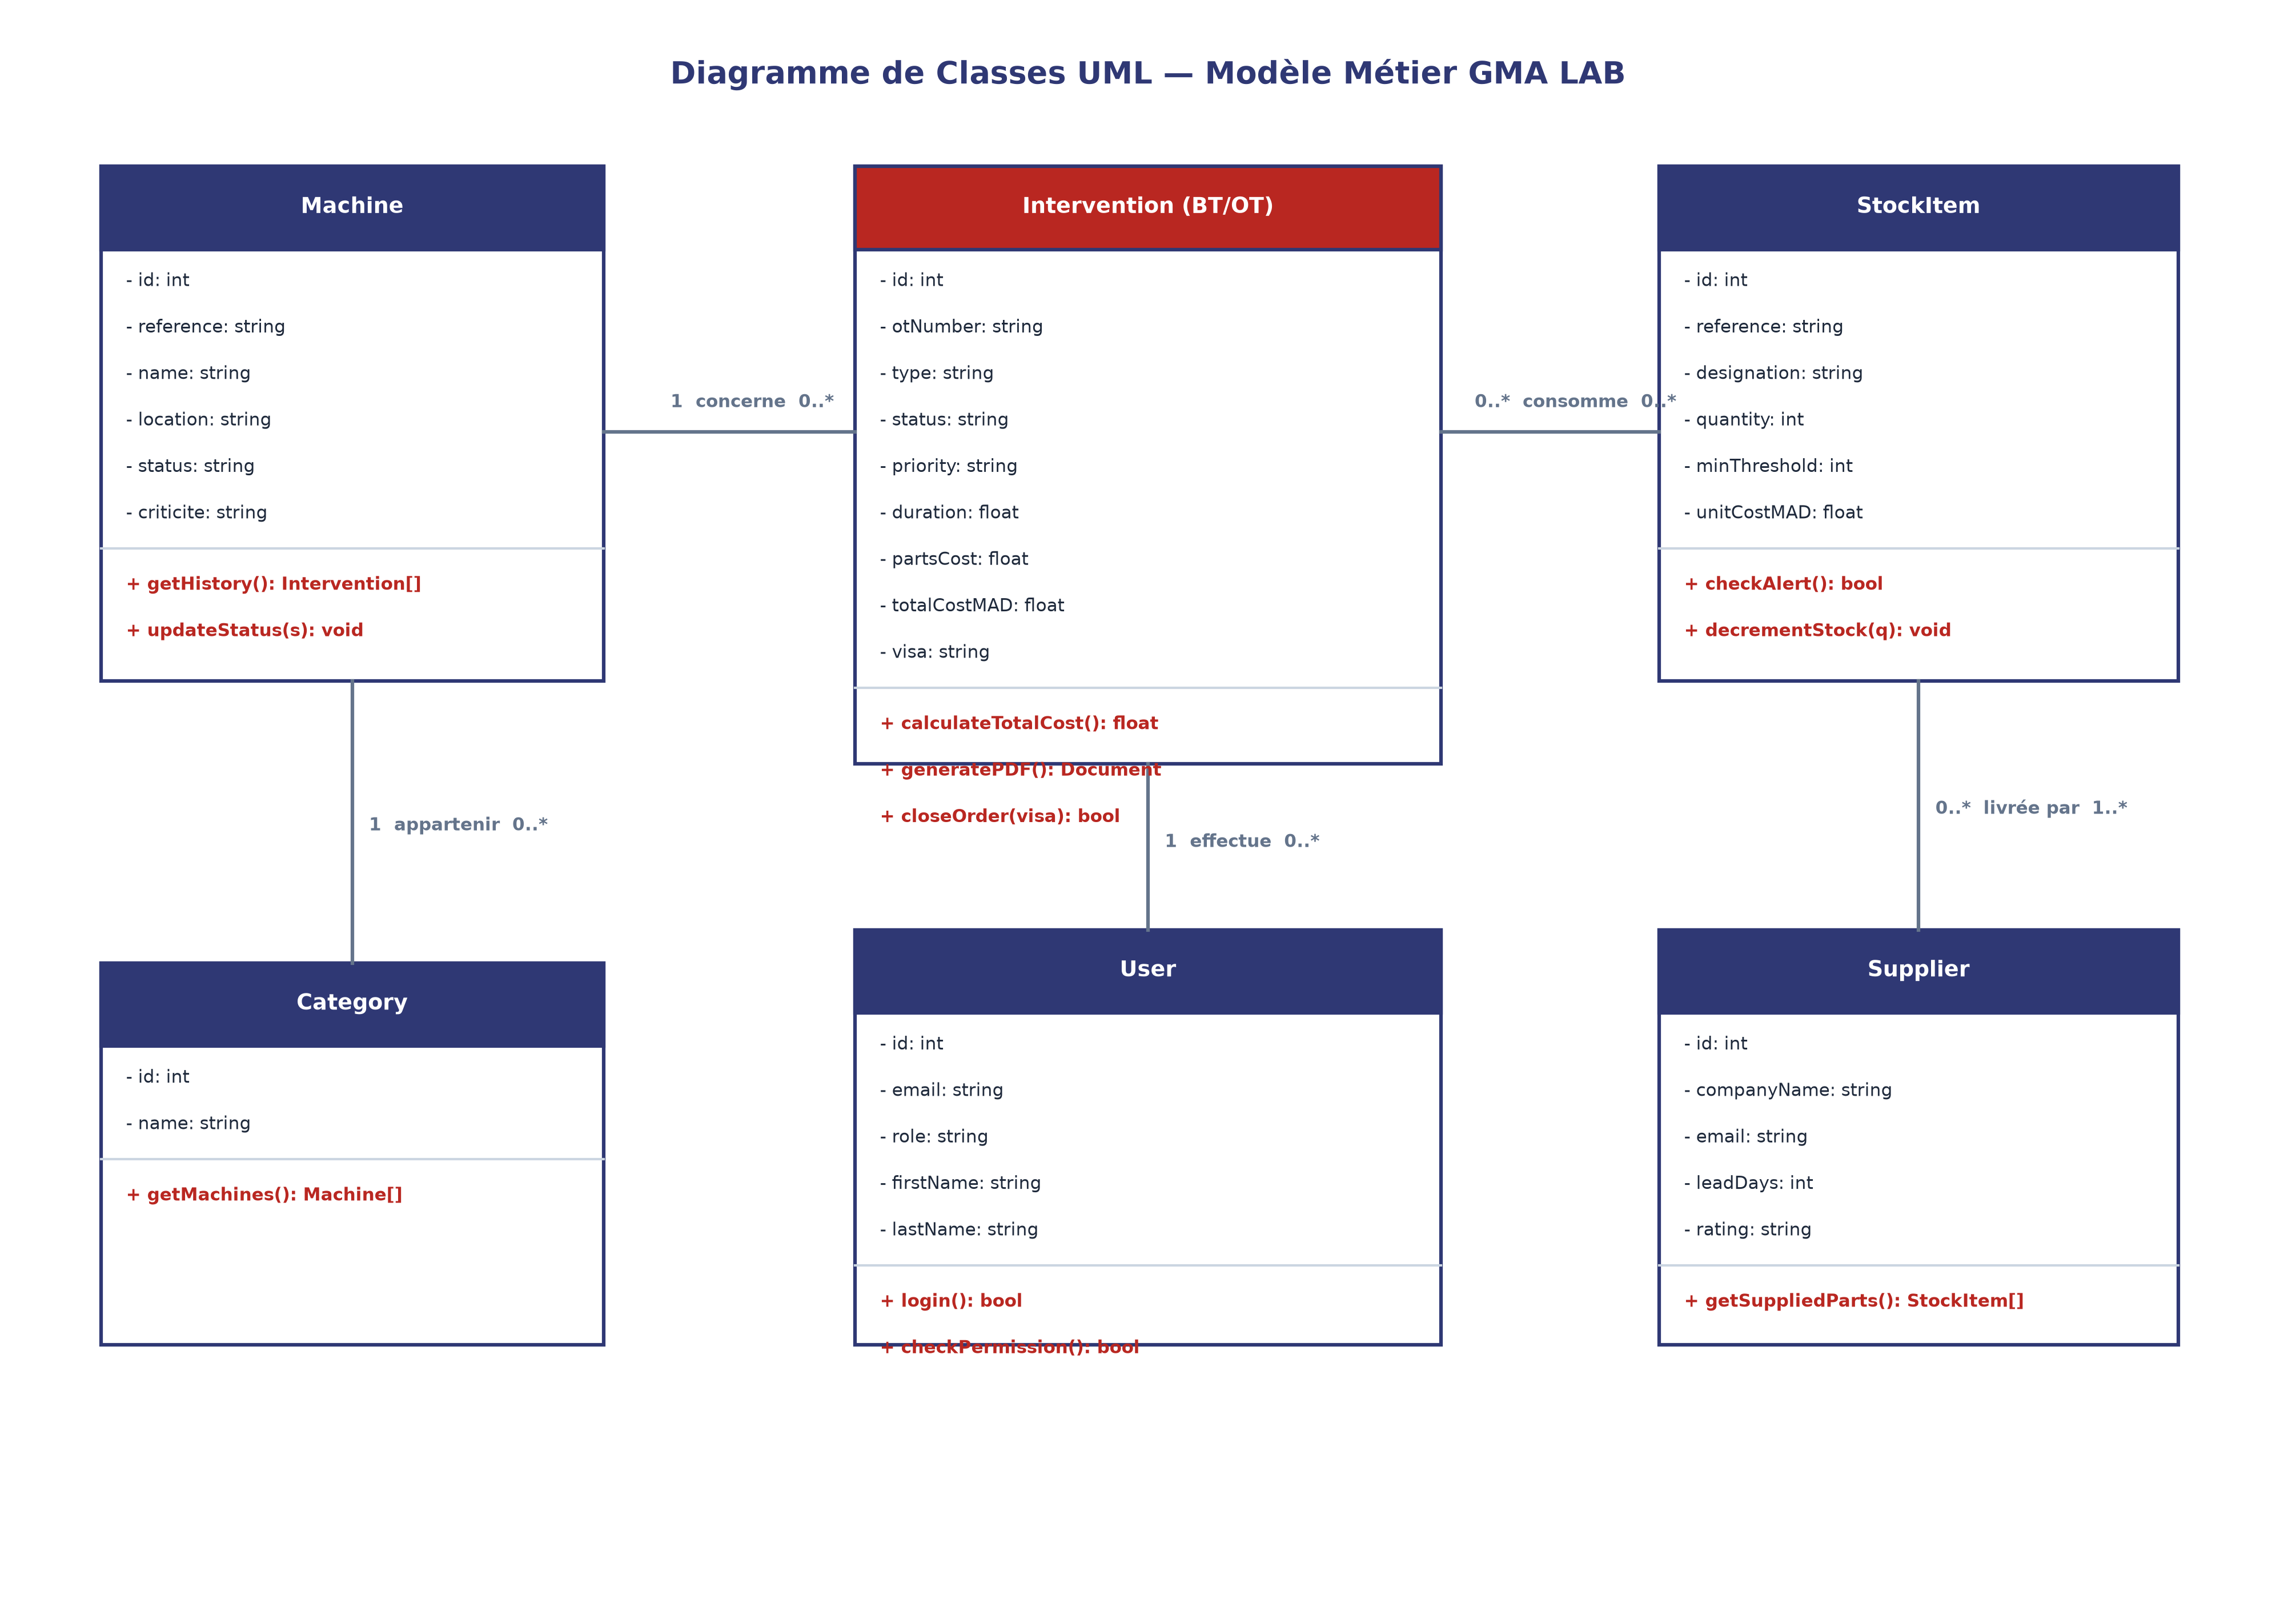 Diagramme de Classes UML — Modèle Métier GMA LAB
Machine
- id: int
- reference: string
- name: string
- location: string
- status: string
- criticite: string
+ getHistory(): Intervention[]
+ updateStatus(s): void
1  concerne  0..*
Intervention (BT/OT)
- id: int
- otNumber: string
- type: string
- status: string
- priority: string
- duration: float
- partsCost: float
- totalCostMAD: float
- visa: string
+ calculateTotalCost(): float
+ generatePDF(): Document
+ closeOrder(visa): bool
0..*  consomme  0..*
StockItem
- id: int
- reference: string
- designation: string
- quantity: int
- minThreshold: int
- unitCostMAD: float
+ checkAlert(): bool
+ decrementStock(q): void
1  appartenir  0..*
1  effectue  0..*
0..*  livrée par  1..*
Category
- id: int
- name: string
+ getMachines(): Machine[]
User
- id: int
- email: string
- role: string
- firstName: string
- lastName: string
+ login(): bool
+ checkPermission(): bool
Supplier
- id: int
- companyName: string
- email: string
- leadDays: int
- rating: string
+ getSuppliedParts(): StockItem[]